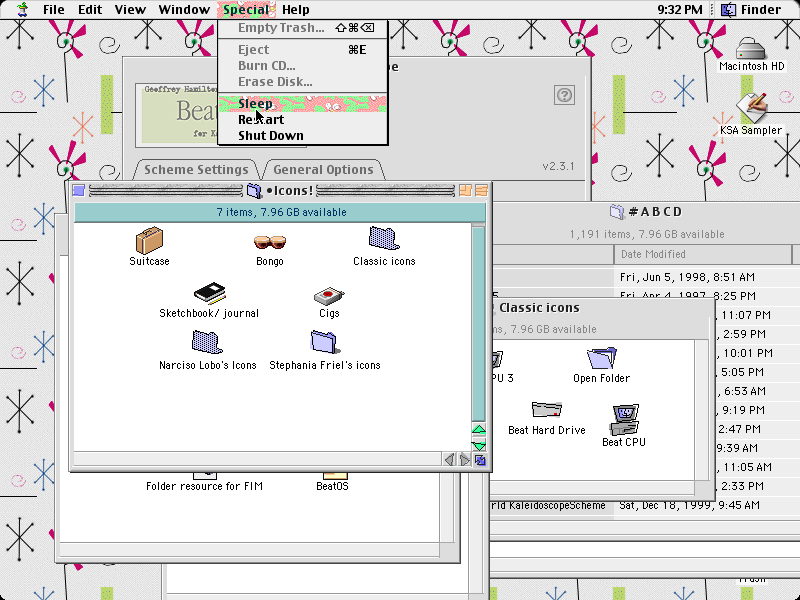 File Edit View Window Special Help 9:32 PM Finder
Empty Trash... ⇧⌘⌫
Eject ⌘E
Burn CD...
Erase Disk...
Sleep
Restart
Shut Down
Macintosh HD
KSA Sampler
Geoffrey Hamilton
Beat
for
v2.3.1
Scheme Settings
General Options
•Icons!
7 items, 7.96 GB available
Suitcase
Bongo
Classic icons
Sketchbook/ journal
Cigs
Narciso Lobo's Icons
Stephania Friel's icons
#ABCD
1,191 items, 7.96 GB available
Date Modified
Fri, Jun 5, 1998, 8:51 AM
Fri, Apr 4, 1997, 8:25 PM
, 11:07 PM
, 2:59 PM
, 10:01 PM
, 5:05 PM
, 6:53 AM
, 9:19 PM
2:47 PM
9:39 AM
, 11:05 AM
, 2:33 PM
KaleidoscopeScheme Sat, Dec 18, 1999, 9:45 AM
Classic icons
, 7.96 GB available
PU 3
Open Folder
Beat Hard Drive
Beat CPU
Folder resource for FIM
BeatOS
Trash